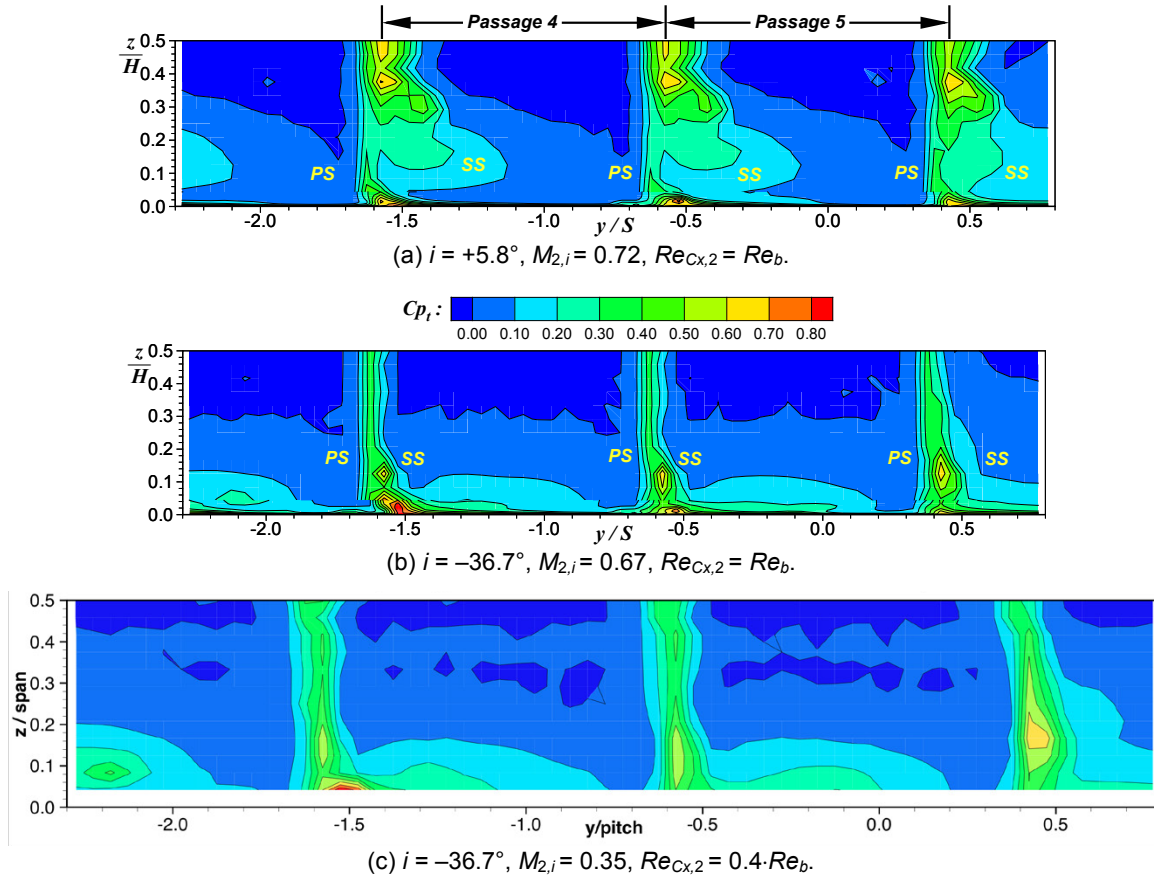 Passage 4 Passage 5
z/H
0.5
0.4
0.3
0.2
0.1
0.0
PS SS PS SS PS SS
-2.0 -1.5 -1.0 -0.5 0.0 0.5
y / S
(a) i = +5.8°, M2,i = 0.72, ReCx,2 = Reb.
Cpt : 0.00 0.10 0.20 0.30 0.40 0.50 0.60 0.70 0.80
z/H
0.5
0.4
0.3
0.2
0.1
0.0
PS SS PS SS PS SS
-2.0 -1.5 -1.0 -0.5 0.0 0.5
y / S
(b) i = –36.7°, M2,i = 0.67, ReCx,2 = Reb.
z / span
0.5
0.4
0.3
0.2
0.1
0.0
-2.0 -1.5 -1.0 -0.5 0.0 0.5
y/pitch
(c) i = –36.7°, M2,i = 0.35, ReCx,2 = 0.4·Reb.